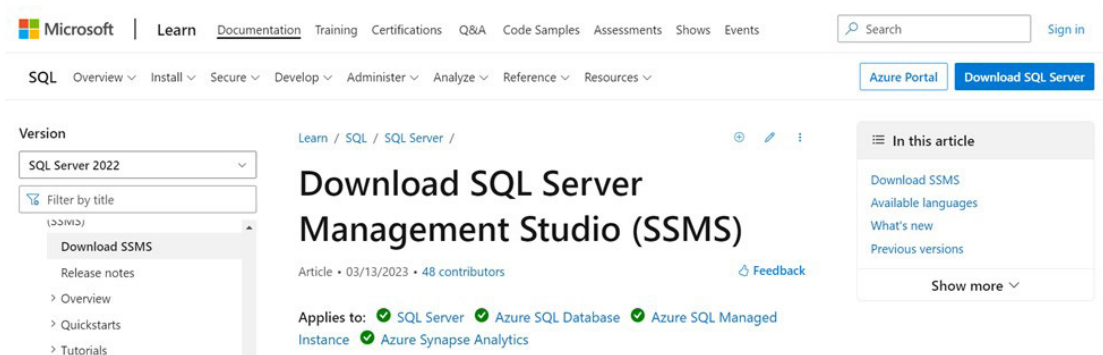 Microsoft Learn Documentation Training Certifications Q&A Code Samples Assessments Shows Events Search Sign in
SQL Overview Install Secure Develop Administer Analyze Reference Resources Azure Portal Download SQL Server
Version
SQL Server 2022
Filter by title
(SSMS)
Download SSMS
Release notes
Overview
Quickstarts
Tutorials
Learn / SQL / SQL Server /
Download SQL Server
Management Studio (SSMS)
Article • 03/13/2023 • 48 contributors
Feedback
Applies to: SQL Server Azure SQL Database Azure SQL Managed
Instance Azure Synapse Analytics
In this article
Download SSMS
Available languages
What's new
Previous versions
Show more